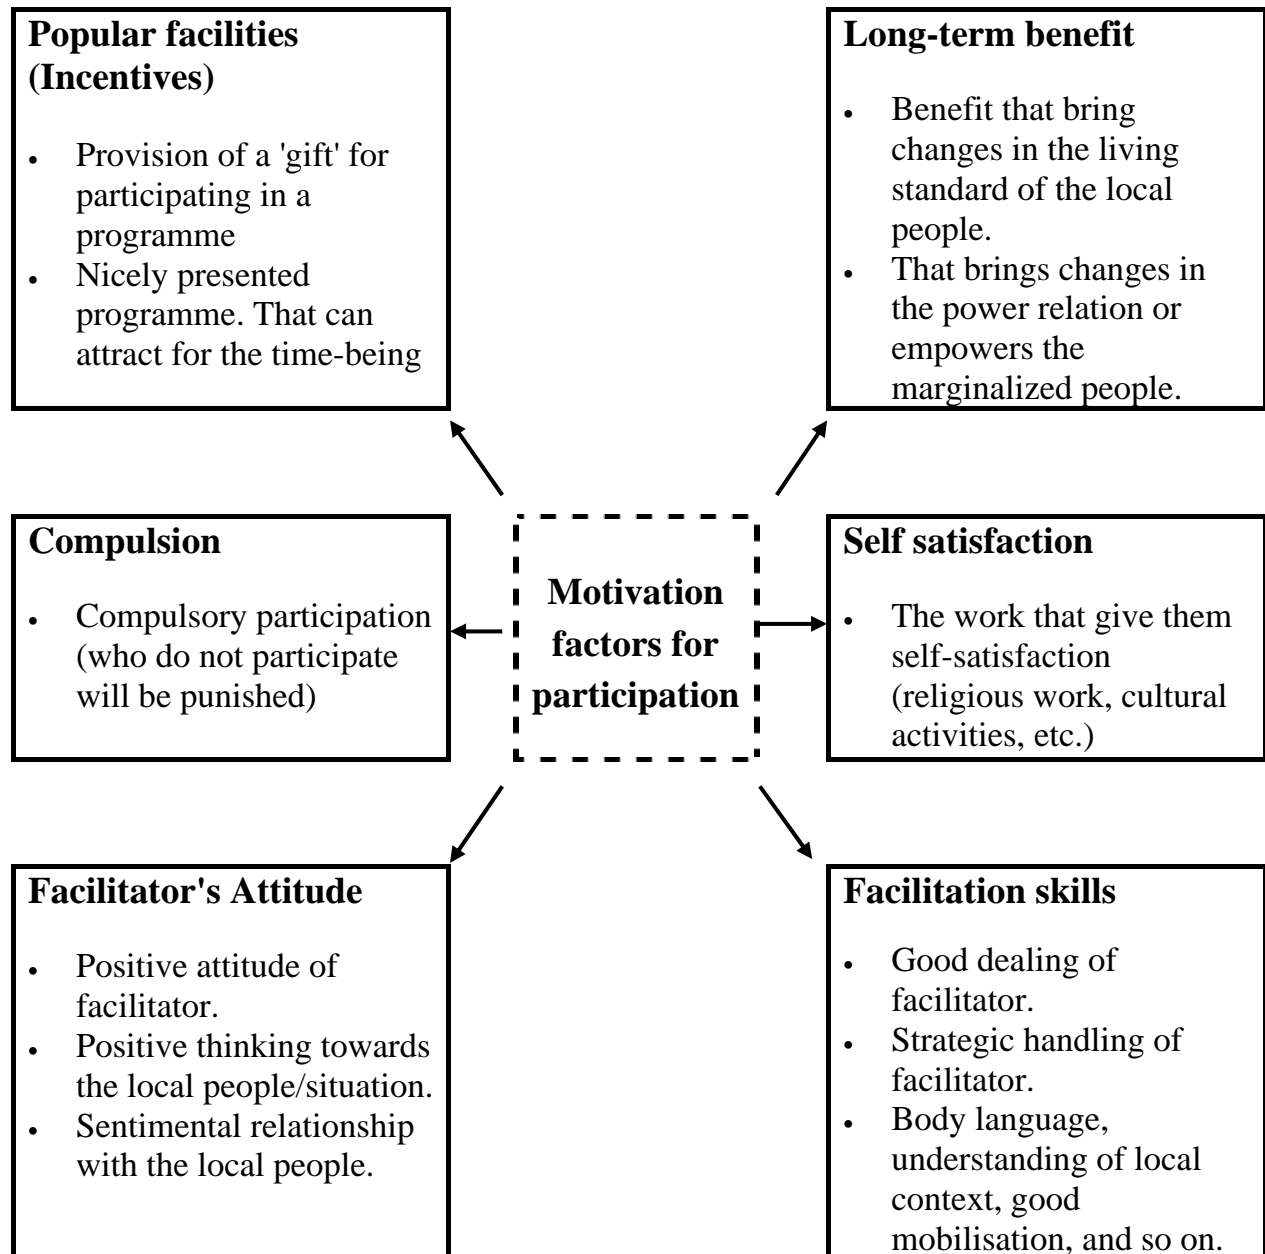 Popular facilities
(Incentives)
• Provision of a 'gift' for
participating in a
programme
• Nicely presented
programme. That can
attract for the time-being
Long-term benefit
• Benefit that bring
changes in the living
standard of the local
people.
• That brings changes in
the power relation or
empowers the
marginalized people.
Compulsion
• Compulsory participation
(who do not participate
will be punished)
Motivation
factors for
participation
Self satisfaction
• The work that give them
self-satisfaction
(religious work, cultural
activities, etc.)
Facilitator's Attitude
• Positive attitude of
facilitator.
• Positive thinking towards
the local people/situation.
• Sentimental relationship
with the local people.
Facilitation skills
• Good dealing of
facilitator.
• Strategic handling of
facilitator.
• Body language,
understanding of local
context, good
mobilisation, and so on.